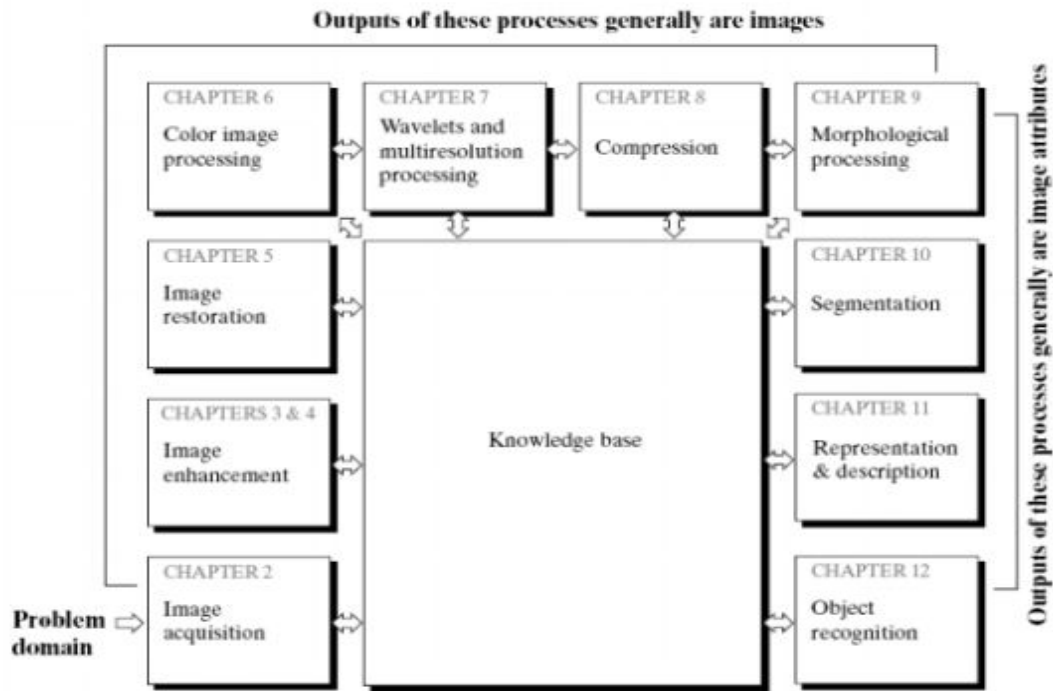 Outputs of these processes generally are images
CHAPTER 6
Color image
processing
CHAPTER 7
Wavelets and
multiresolution
processing
CHAPTER 8
Compression
CHAPTER 9
Morphological
processing
CHAPTER 5
Image
restoration
CHAPTER 10
Segmentation
CHAPTERS 3 & 4
Image
enhancement
Knowledge base
CHAPTER 11
Representation
& description
CHAPTER 2
Image
acquisition
CHAPTER 12
Object
recognition
Problem
domain
Outputs of these processes generally are image attributes